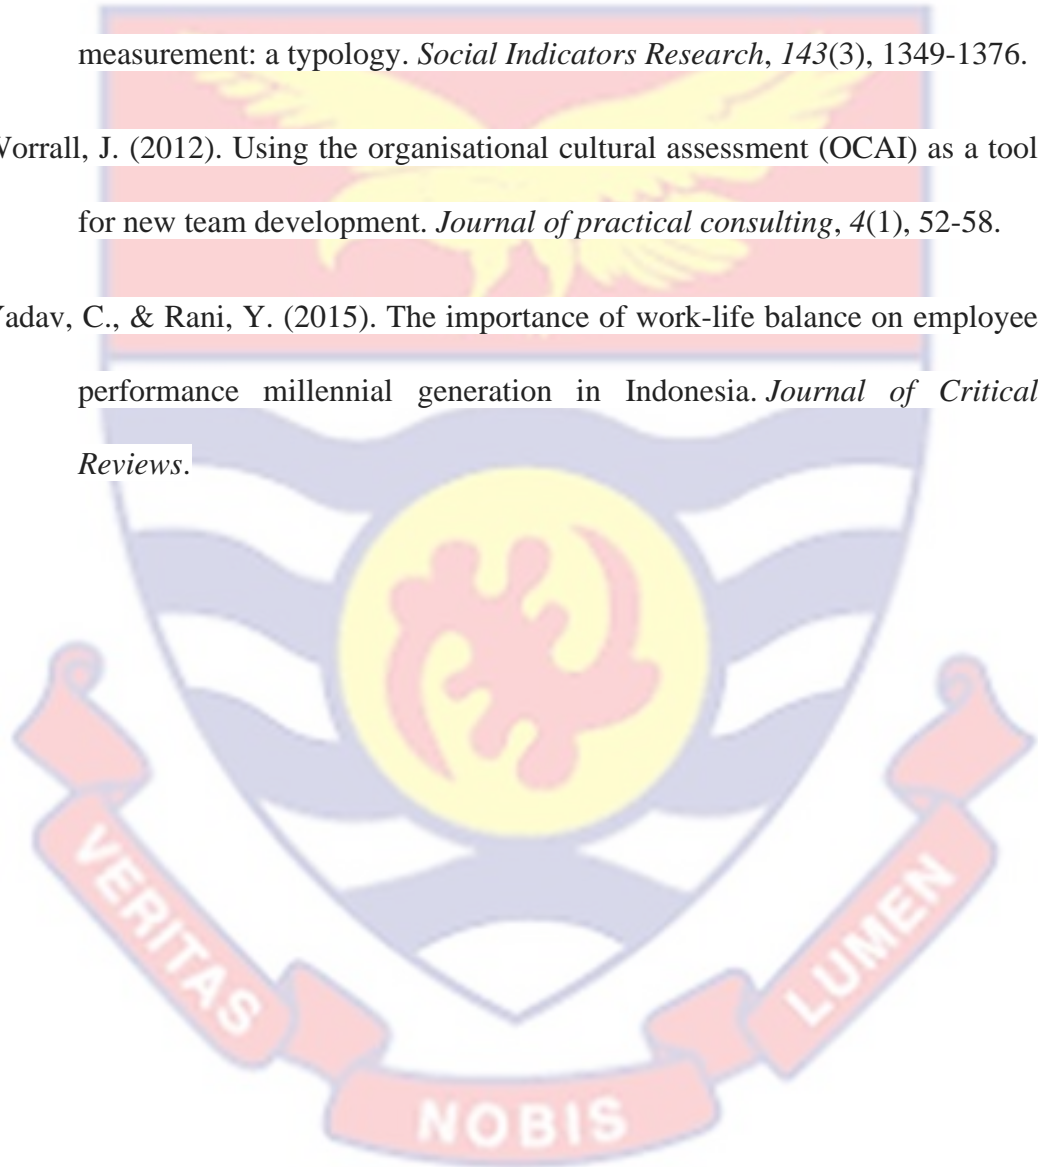 measurement: a typology. Social Indicators Research, 143(3), 1349-1376.
Worrall, J. (2012). Using the organisational cultural assessment (OCAI) as a tool
for new team development. Journal of practical consulting, 4(1), 52-58.
Yadav, C., & Rani, Y. (2015). The importance of work-life balance on employee
performance millennial generation in Indonesia. Journal of Critical
Reviews.
VERITAS
NOBIS
LUMEN